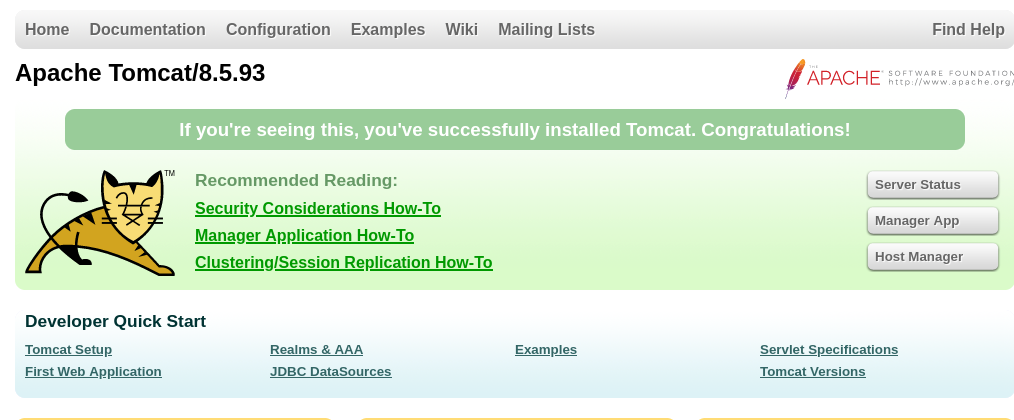 Home Documentation Configuration Examples Wiki Mailing Lists Find Help
Apache Tomcat/8.5.93
THE APACHE® SOFTWARE FOUNDATION
http://www.apache.org/
If you're seeing this, you've successfully installed Tomcat. Congratulations!
TM
Recommended Reading:
Security Considerations How-To
Manager Application How-To
Clustering/Session Replication How-To
Server Status
Manager App
Host Manager
Developer Quick Start
Tomcat Setup Realms & AAA Examples Servlet Specifications
First Web Application JDBC DataSources Tomcat Versions